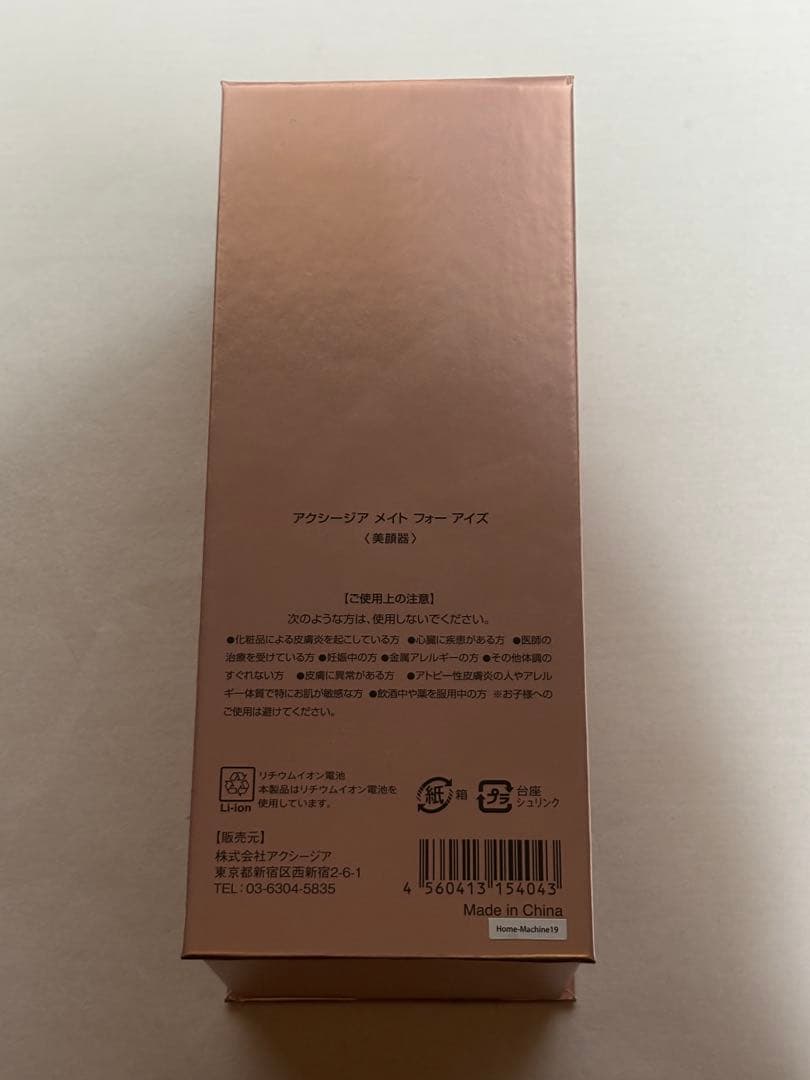 アクシージア メイト フォー アイズ
〈美顔器〉
【ご使用上の注意】
次のような方は、使用しないでください。
●化粧品による皮膚炎を起こしている方 ●心臓に疾患がある方 ●医師の
治療を受けている方 ●妊娠中の方 ●金属アレルギーの方 ●その他体調の
すぐれない方 ●皮膚に異常がある方 ●アトピー性皮膚炎の人やアレル
ギー体質で特にお肌が敏感な方 ●飲酒中や薬を服用中の方 ※お子様への
ご使用は避けてください。
Li-ion
リチウムイオン電池
本製品はリチウムイオン電池を
使用しています。
紙 箱
プラ 台座
シュリンク
【販売元】
株式会社アクシージア
東京都新宿区西新宿2-6-1
TEL：03-6304-5835
4 560413 154043
Made in China
Home-Machine19